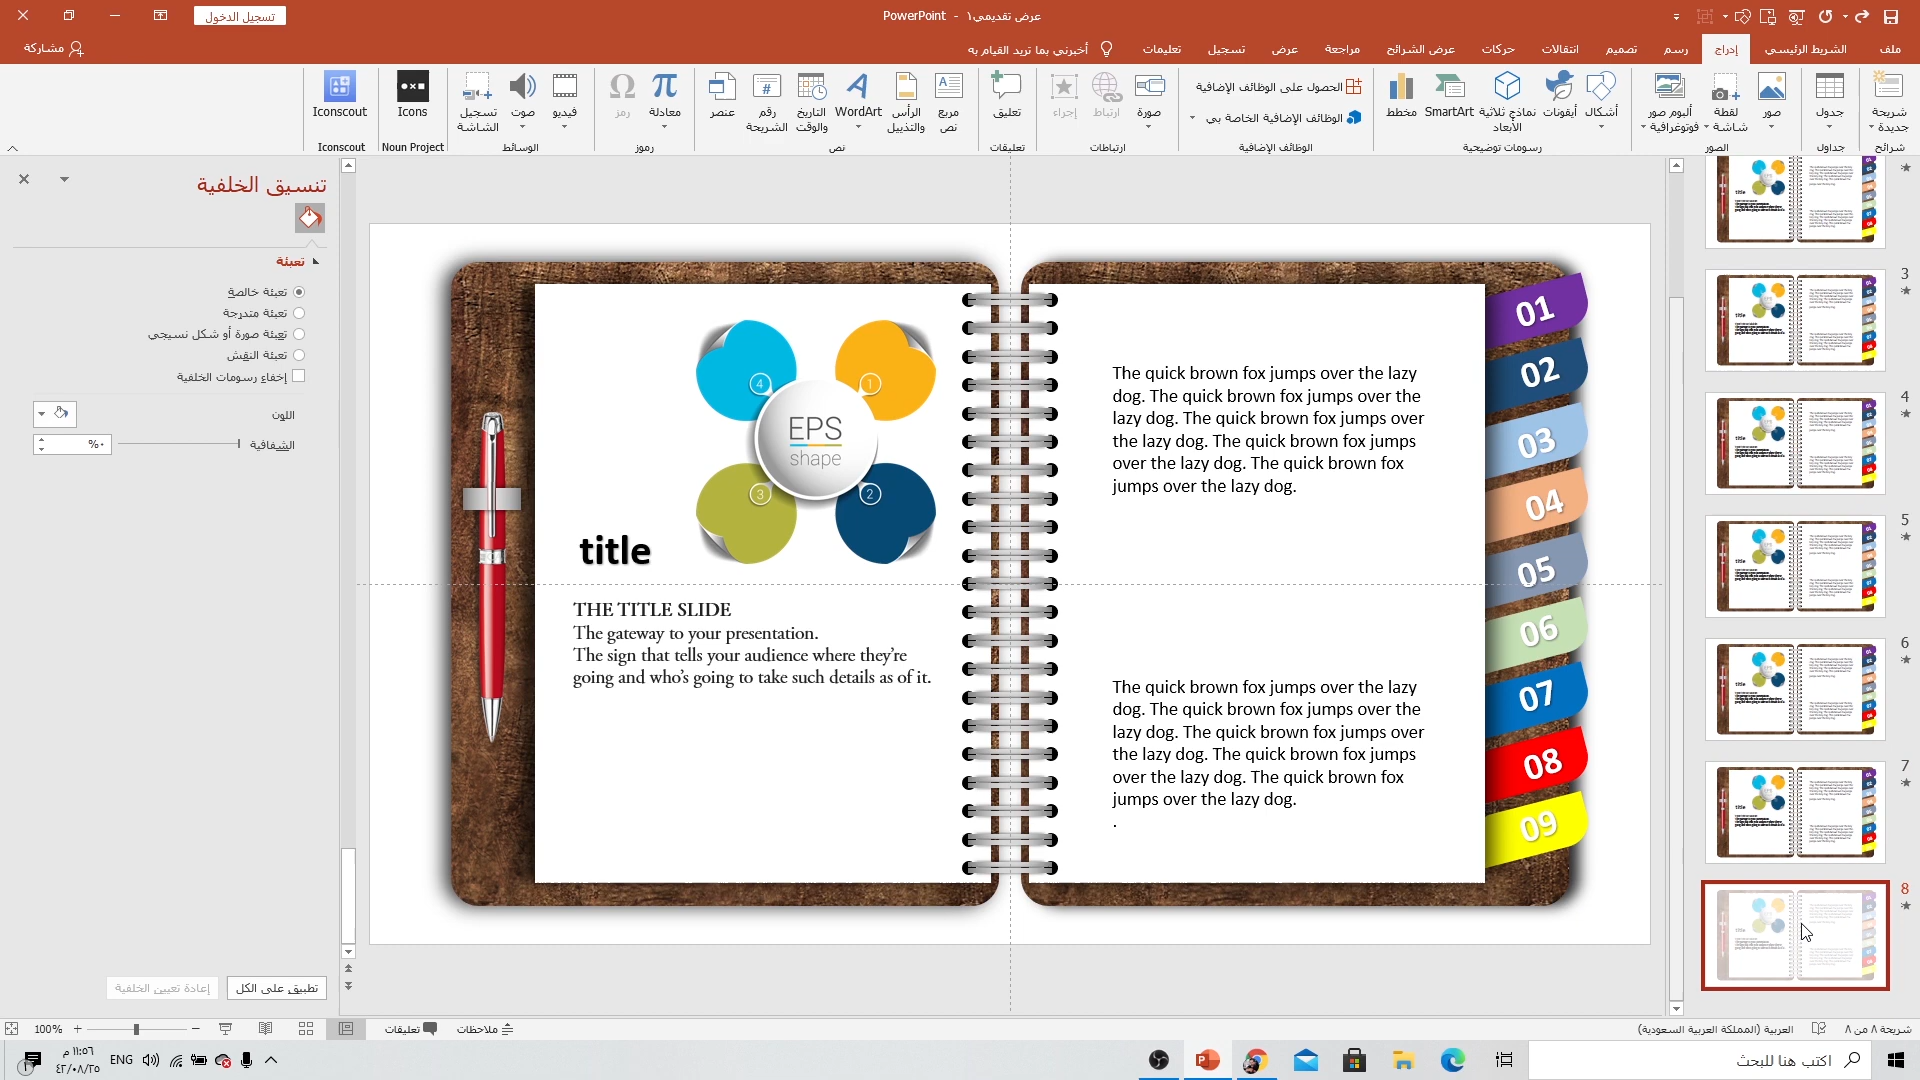 عرض تقديمي١ - PowerPoint
تسجيل الدخول
ملف
الشريط الرئيسي
إدراج
رسم
تصميم
انتقالات
حركات
عرض الشرائح
مراجعة
عرض
تسجيل
تعليمات
أخبرني بما تريد القيام به
مشاركة
شريحة جديدة
جدول
صور
لقطة شاشة
ألبوم صور فوتوغرافية
أشكال
أيقونات
نماذج ثلاثية الأبعاد
SmartArt
مخطط
الحصول على الوظائف الإضافية
الوظائف الإضافية الخاصة بي
صورة
ارتباط
إجراء
تعليق
مربع نص
الرأس والتذييل
WordArt
التاريخ والوقت
رقم الشريحة
عنصر
معادلة
رمز
فيديو
صوت
تسجيل الشاشة
Icons
Iconscout
شرائح
جداول
الصور
رسومات توضيحية
الوظائف الإضافية
ارتباطات
تعليقات
نص
رموز
الوسائط
Noun Project
Iconscout
تنسيق الخلفية
تعبئة
تعبئة خالصة
تعبئة متدرجة
تعبئة صورة أو شكل نسيجي
تعبئة النقش
إخفاء رسومات الخلفية
اللون
الشفافية
%٠
تطبيق على الكل
إعادة تعيين الخلفية
4
1
EPS
shape
3
2
title
THE TITLE SLIDE
The gateway to your presentation.
The sign that tells your audience where they're
going and who's going to take such details as of it.
The quick brown fox jumps over the lazy
dog. The quick brown fox jumps over the
lazy dog. The quick brown fox jumps over
the lazy dog. The quick brown fox jumps
over the lazy dog. The quick brown fox
jumps over the lazy dog.
The quick brown fox jumps over the lazy
dog. The quick brown fox jumps over the
lazy dog. The quick brown fox jumps over
the lazy dog. The quick brown fox jumps
over the lazy dog. The quick brown fox
jumps over the lazy dog.
.
01
02
03
04
05
06
07
08
09
3
4
5
6
7
8
شريحة ٨ من ٨
العربية (المملكة العربية السعودية)
ملاحظات
تعليقات
100%
اكتب هنا للبحث
ENG
١١:٥٦ م
٤٢/٠٨/٢٥